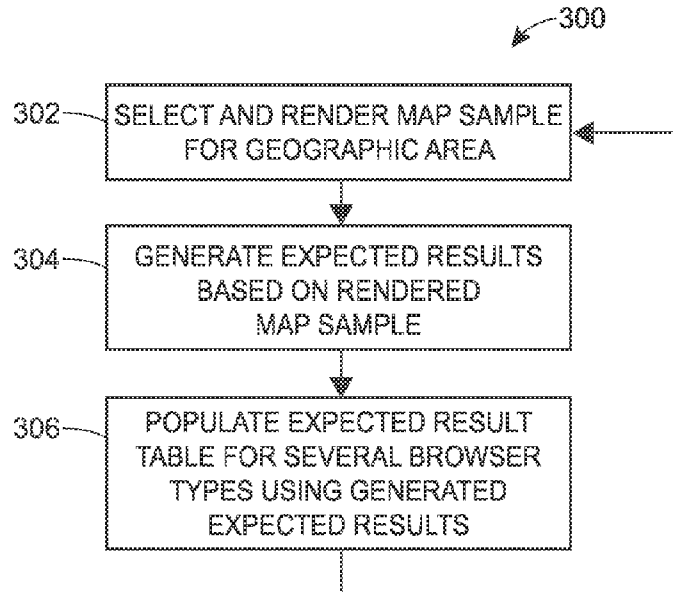 300
302
SELECT AND RENDER MAP SAMPLE
FOR GEOGRAPHIC AREA
304
GENERATE EXPECTED RESULTS
BASED ON RENDERED
MAP SAMPLE
306
POPULATE EXPECTED RESULT
TABLE FOR SEVERAL BROWSER
TYPES USING GENERATED
EXPECTED RESULTS